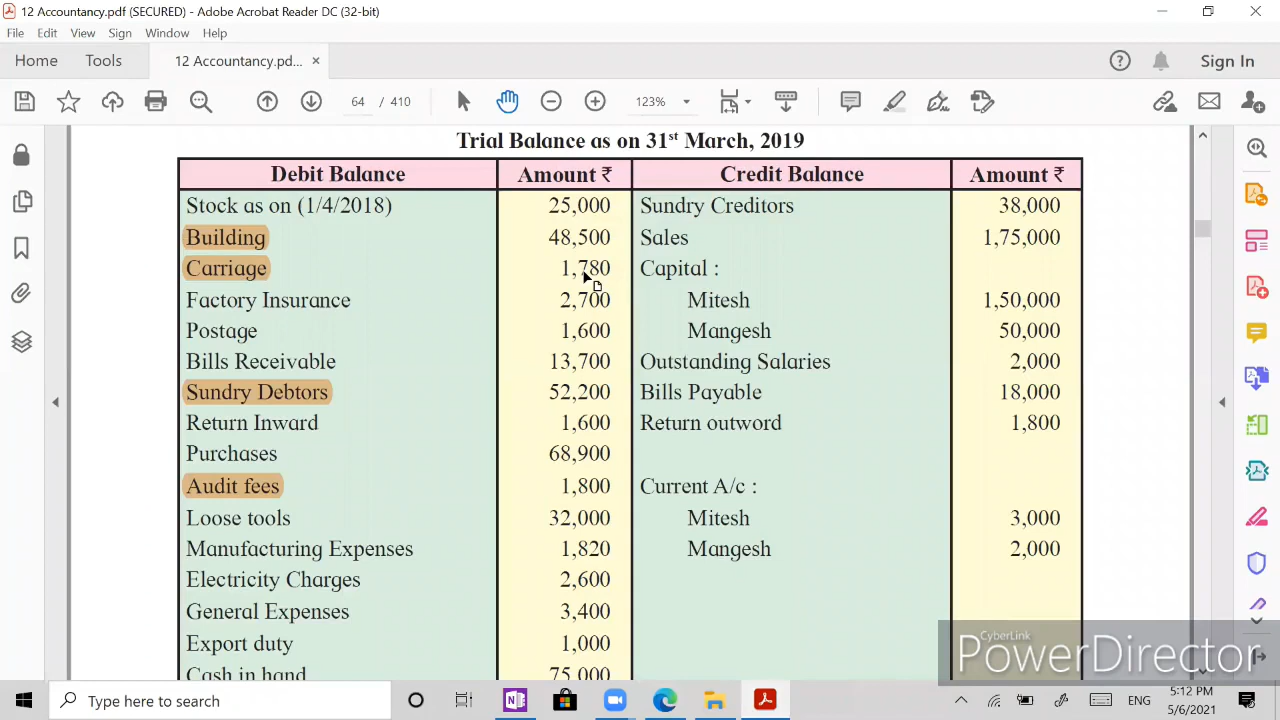 12 Accountancy.pdf (SECURED) - Adobe Acrobat Reader DC (32-bit)
File Edit View Sign Window Help
Home Tools 12 Accountancy.pd... × Sign In
64 / 410 123%
Trial Balance as on 31st March, 2019
Debit Balance Amount ₹ Credit Balance Amount ₹
Stock as on (1/4/2018) 25,000 Sundry Creditors 38,000
Building 48,500 Sales 1,75,000
Carriage 1,780 Capital :
Factory Insurance 2,700 Mitesh 1,50,000
Postage 1,600 Mangesh 50,000
Bills Receivable 13,700 Outstanding Salaries 2,000
Sundry Debtors 52,200 Bills Payable 18,000
Return Inward 1,600 Return outword 1,800
Purchases 68,900
Audit fees 1,800 Current A/c :
Loose tools 32,000 Mitesh 3,000
Manufacturing Expenses 1,820 Mangesh 2,000
Electricity Charges 2,600
General Expenses 3,400
Export duty 1,000
Cash in hand 75,000
CyberLink
PowerDirector
Type here to search ENG 5:12 PM
5/6/2021